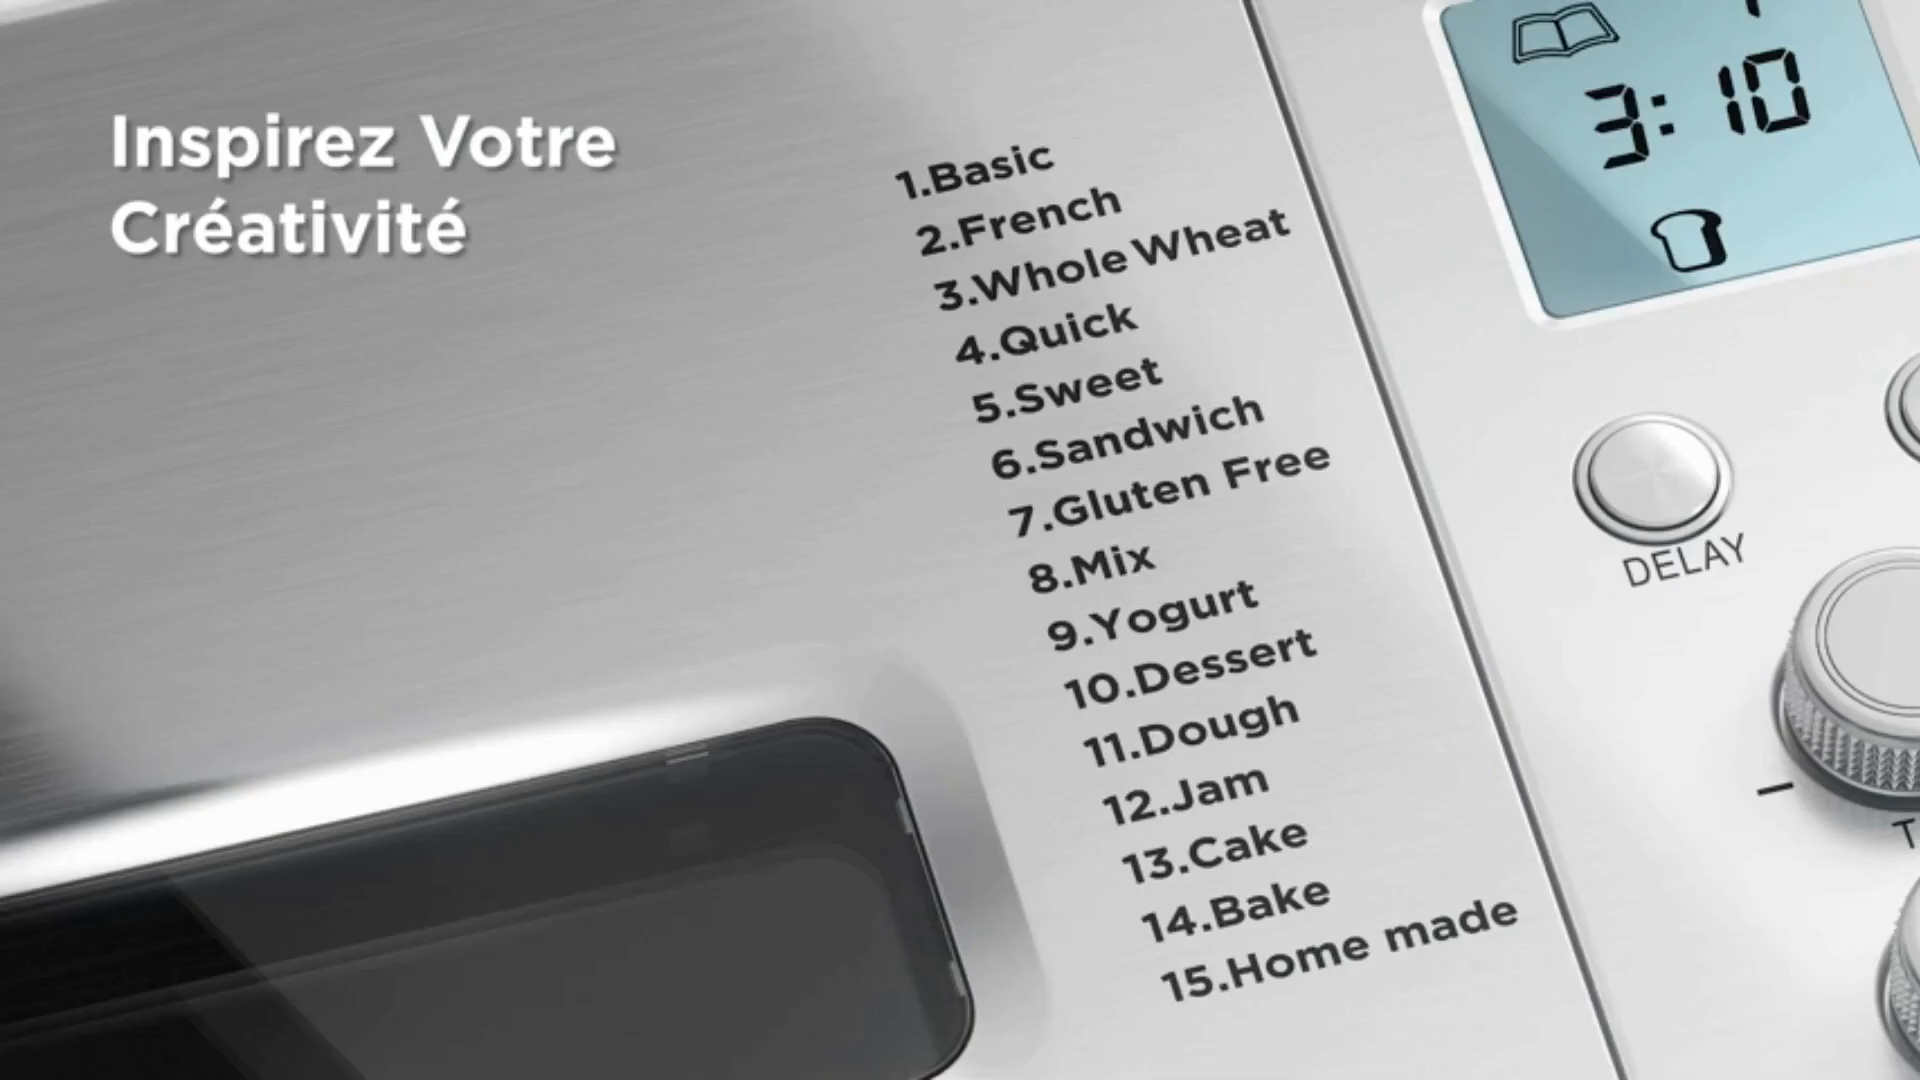 Inspirez Votre
Créativité
1.Basic
2.French
3.Whole Wheat
4.Quick
5.Sweet
6.Sandwich
7.Gluten Free
8.Mix
9.Yogurt
10.Dessert
11.Dough
12.Jam
13.Cake
14.Bake
15.Home made
3:10
DELAY